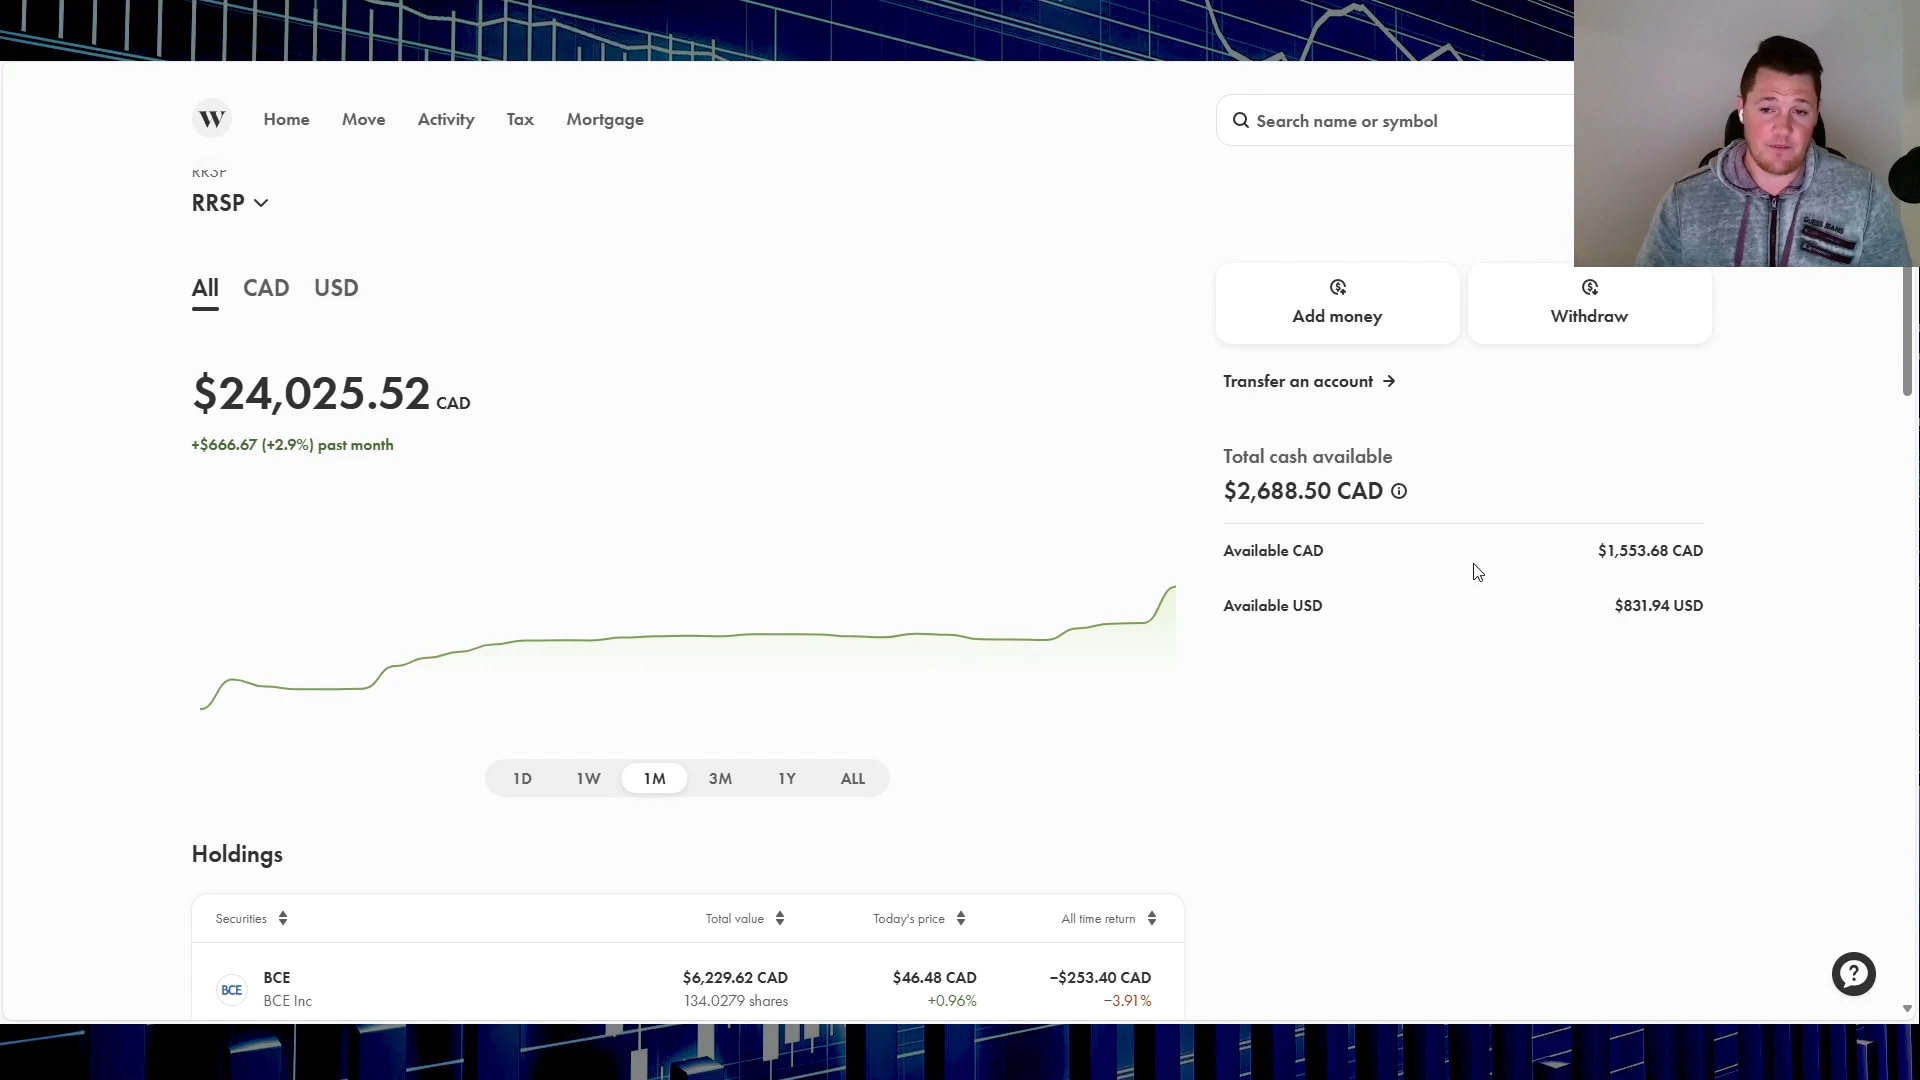 W Home Move Activity Tax Mortgage
Search name or symbol
RRSP
RRSP
All CAD USD
$24,025.52 CAD
+$666.67 (+2.9%) past month
GUESS JEANS
Add money
Withdraw
Transfer an account →
Total cash available
$2,688.50 CAD
Available CAD $1,553.68 CAD
Available USD $831.94 USD
1D 1W 1M 3M 1Y ALL
Holdings
Securities Total value Today's price All time return
BCE BCE $6,229.62 CAD $46.48 CAD −$253.40 CAD
BCE Inc 134.0279 shares +0.96% −3.91%
?